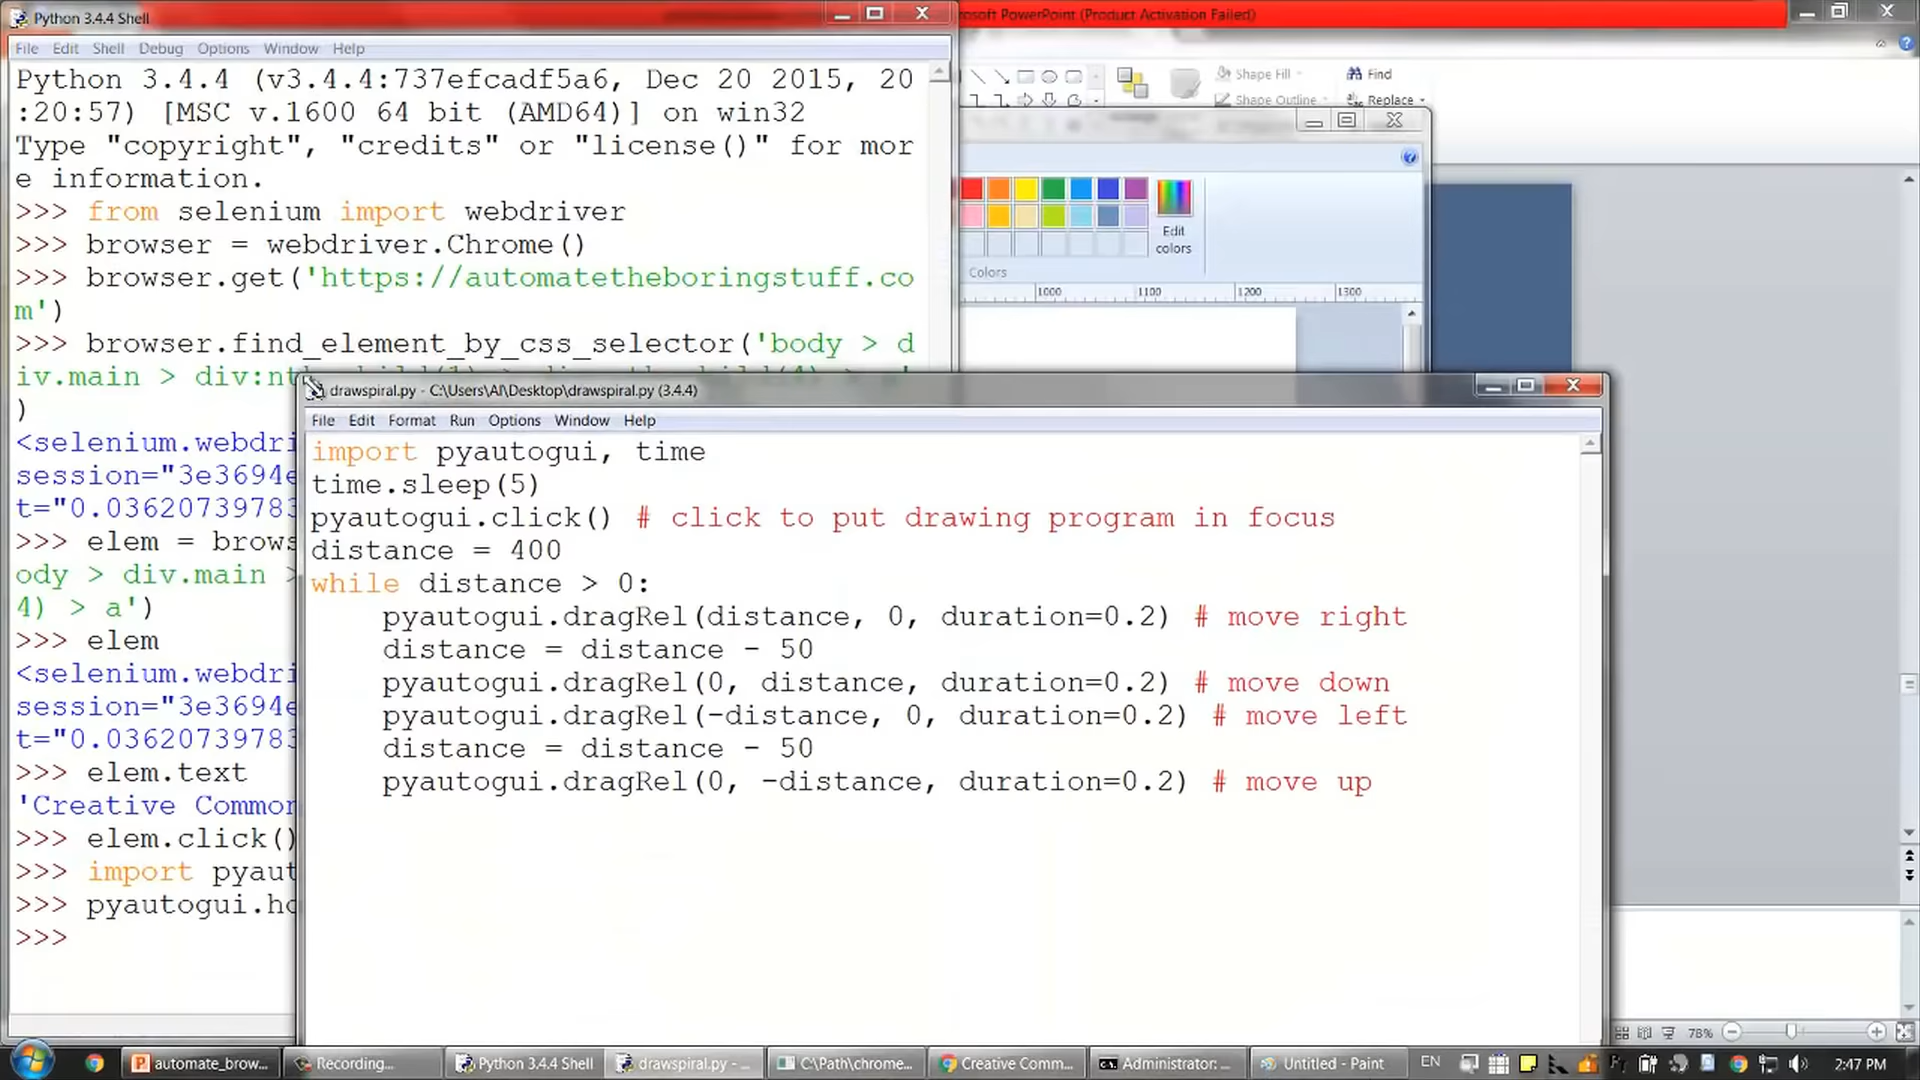 Python 3.4.4 Shell
rosoft PowerPoint (Product Activation Failed)
File Edit Shell Debug Options Window Help
Python 3.4.4 (v3.4.4:737efcadf5a6, Dec 20 2015, 20
:20:57) [MSC v.1600 64 bit (AMD64)] on win32
Type "copyright", "credits" or "license()" for mor
e information.
>>> from selenium import webdriver
>>> browser = webdriver.Chrome()
>>> browser.get('https://automatetheboringstuff.co
m')
>>> browser.find_element_by_css_selector('body > d
iv.main > div:nth
)
<selenium.webdri
session="3e3694e
t="0.03620739783
>>> elem = brows
ody > div.main >
4) > a')
>>> elem
<selenium.webdri
session="3e3694e
t="0.03620739783
>>> elem.text
'Creative Common
>>> elem.click()
>>> import pyaut
>>> pyautogui.ho
>>>
Shape Fill
Find
Shape Outline
Replace
Edit
colors
Colors
1000 1100 1200 1300
drawspiral.py - C:\Users\Al\Desktop\drawspiral.py (3.4.4)
File Edit Format Run Options Window Help
import pyautogui, time
time.sleep(5)
pyautogui.click() # click to put drawing program in focus
distance = 400
while distance > 0:
    pyautogui.dragRel(distance, 0, duration=0.2) # move right
    distance = distance - 50
    pyautogui.dragRel(0, distance, duration=0.2) # move down
    pyautogui.dragRel(-distance, 0, duration=0.2) # move left
    distance = distance - 50
    pyautogui.dragRel(0, -distance, duration=0.2) # move up
78%
automate_brow...
Recording...
Python 3.4.4 Shell
drawspiral.py - ...
C:\Path\chrome...
Creative Comm...
Administrator: ...
Untitled - Paint
EN
2:47 PM